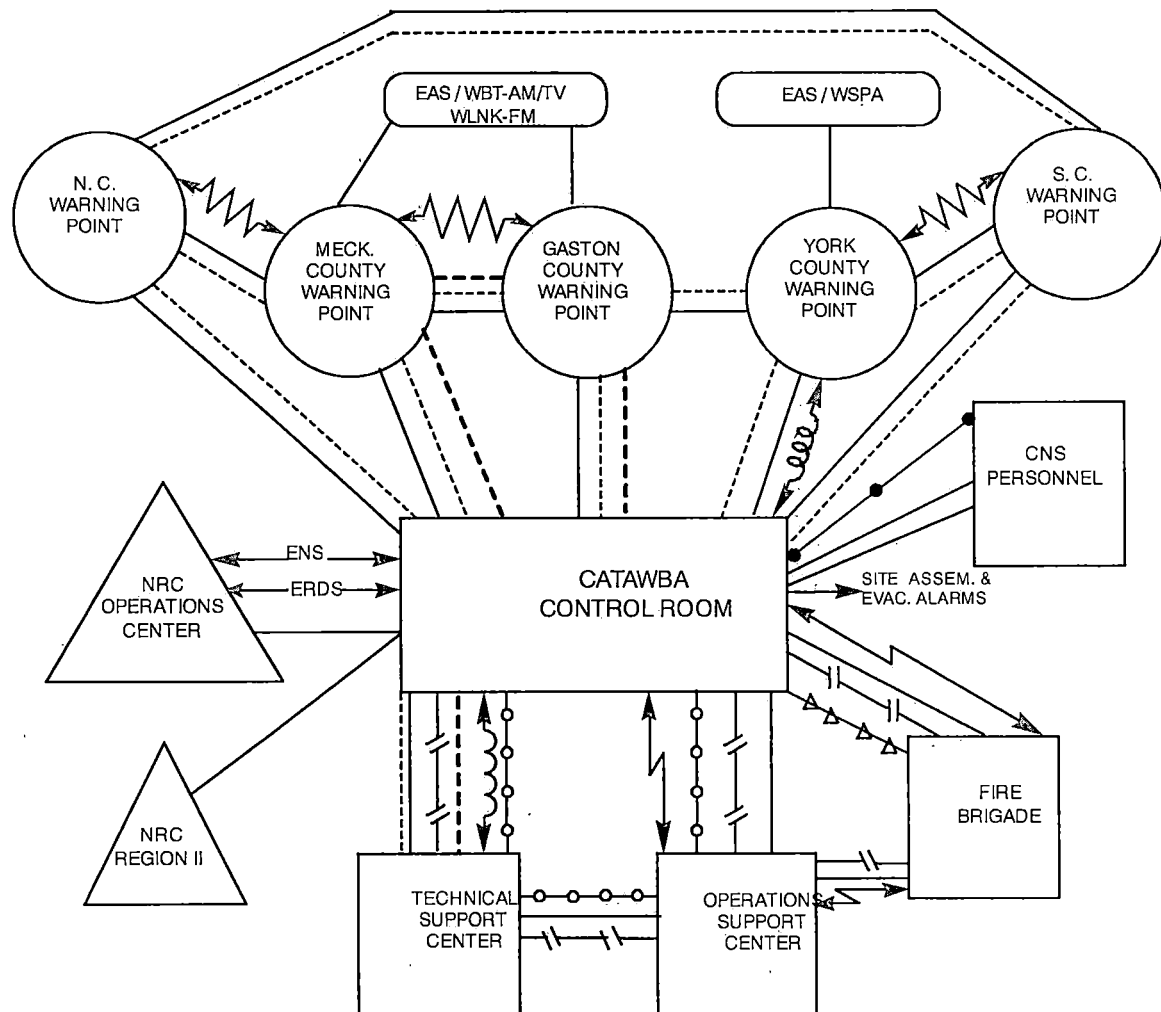 EAS / WBT-AM/TV
WLNK-FM
EAS / WSPA
N. C.
WARNING
POINT
S. C.
WARNING
POINT
MECK.
COUNTY
WARNING
POINT
GASTON
COUNTY
WARNING
POINT
YORK
COUNTY
WARNING
POINT
CNS
PERSONNEL
NRC
OPERATIONS
CENTER
ENS
ERDS
CATAWBA
CONTROL ROOM
SITE ASSEM. &
EVAC. ALARMS
NRC
REGION II
FIRE
BRIGADE
TECHNICAL
SUPPORT
CENTER
OPERATIONS
SUPPORT
CENTER